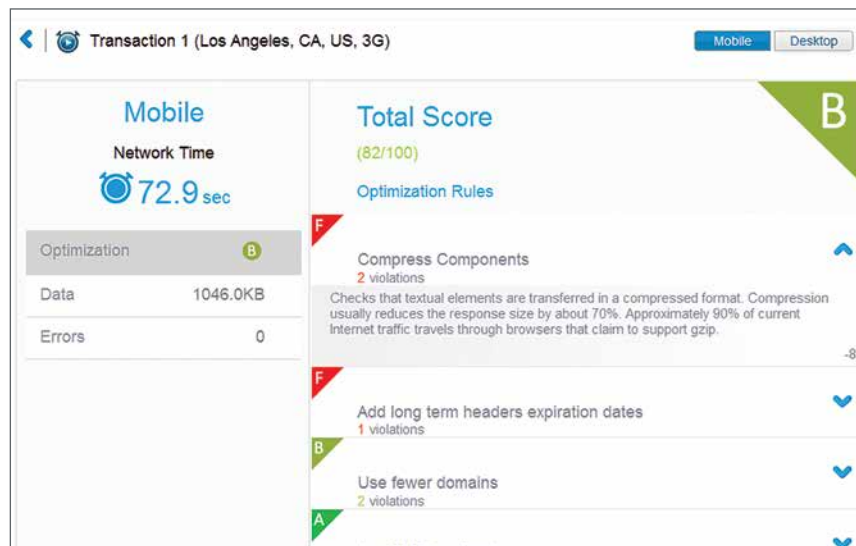 Transaction 1 (Los Angeles, CA, US, 3G)
Mobile Desktop
Mobile
Network Time
72.9 sec
Optimization B
Data 1046.0KB
Errors 0
Total Score
(82/100)
B
Optimization Rules
F
Compress Components
2 violations
Checks that textual elements are transferred in a compressed format. Compression
usually reduces the response size by about 70%. Approximately 90% of current
Internet traffic travels through browsers that claim to support gzip.
-8
F
Add long term headers expiration dates
1 violations
B
Use fewer domains
2 violations
A